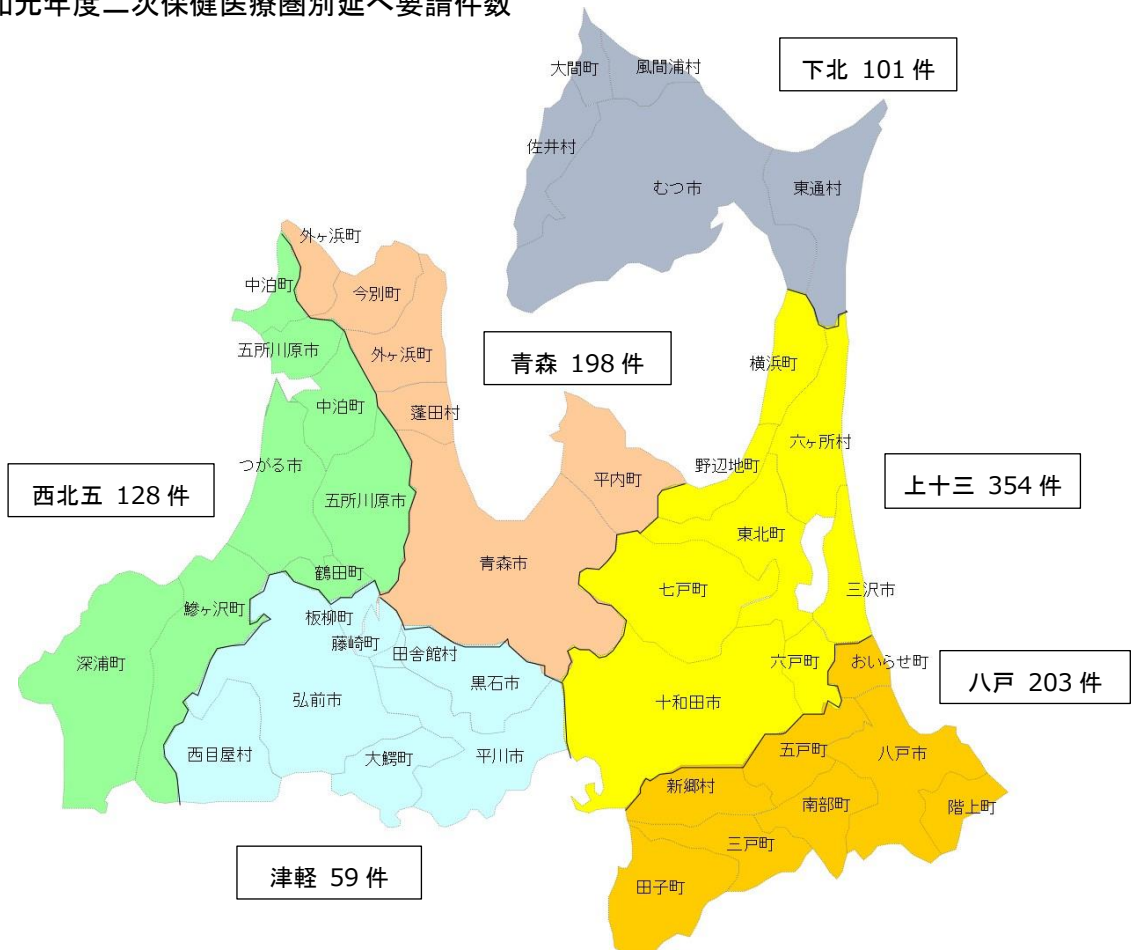 元年度二次保健医療圏別延べ要請件数
大間町
風間浦村
下北 101 件
佐井村
むつ市
東通村
外ヶ浜町
中泊町
今別町
五所川原市
外ヶ浜町
青森 198 件
横浜町
中泊町
蓬田村
六ヶ所村
つがる市
野辺地町
平内町
上十三 354 件
西北五 128 件
五所川原市
東北町
青森市
鶴田町
七戸町
三沢市
鰺ヶ沢町
板柳町
藤崎町
田舎館村
深浦町
六戸町
おいらせ町
黒石市
八戸 203 件
弘前市
十和田市
西目屋村
大鰐町
平川市
五戸町
八戸市
新郷村
南部町
階上町
三戸町
津軽 59 件
田子町